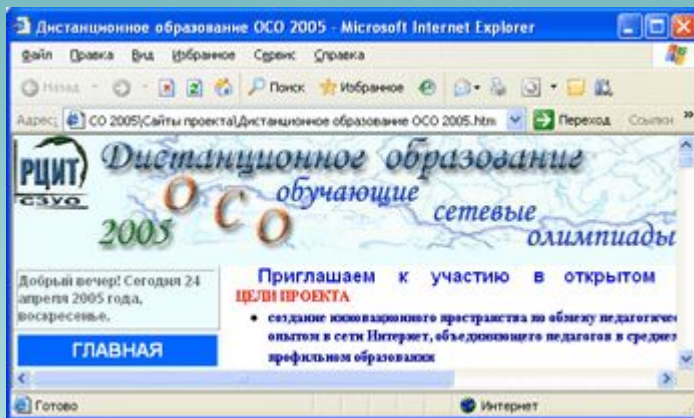 Дистанционное образование ОСО 2005 - Microsoft Internet Explorer
Файл Правка Вид Избранное Сервис Справка
Назад Поиск Избранное
Адрес: СО 2005\Сайты проекта\Дистанционное образование ОСО 2005.htm Переход Ссылки »
РЦИТ
СЗУО
Дистанционное образование
ОСО
обучающие
сетевые
олимпиады
2005
Добрый вечер! Сегодня 24
апреля 2005 года,
воскресенье.
ГЛАВНАЯ
Приглашаем к участию в открытом
ЦЕЛИ ПРОЕКТА
• создание инновационного пространства по обмену педагогичес
опытом в сети Интернет, объединяющего педагогов в средне
профильном образовании
Готово Интернет